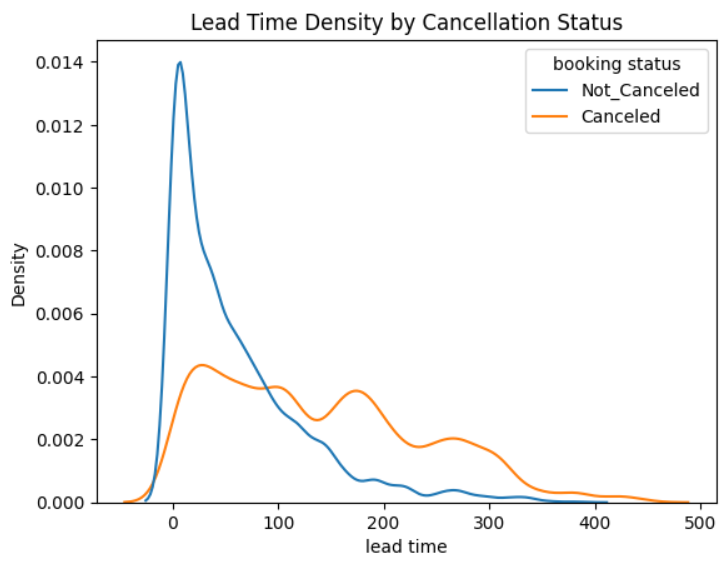 Lead Time Density by Cancellation Status
booking status
Not_Canceled
Canceled
0.014
0.012
0.010
0.008
0.006
0.004
0.002
0.000
Density
0 100 200 300 400 500
lead time